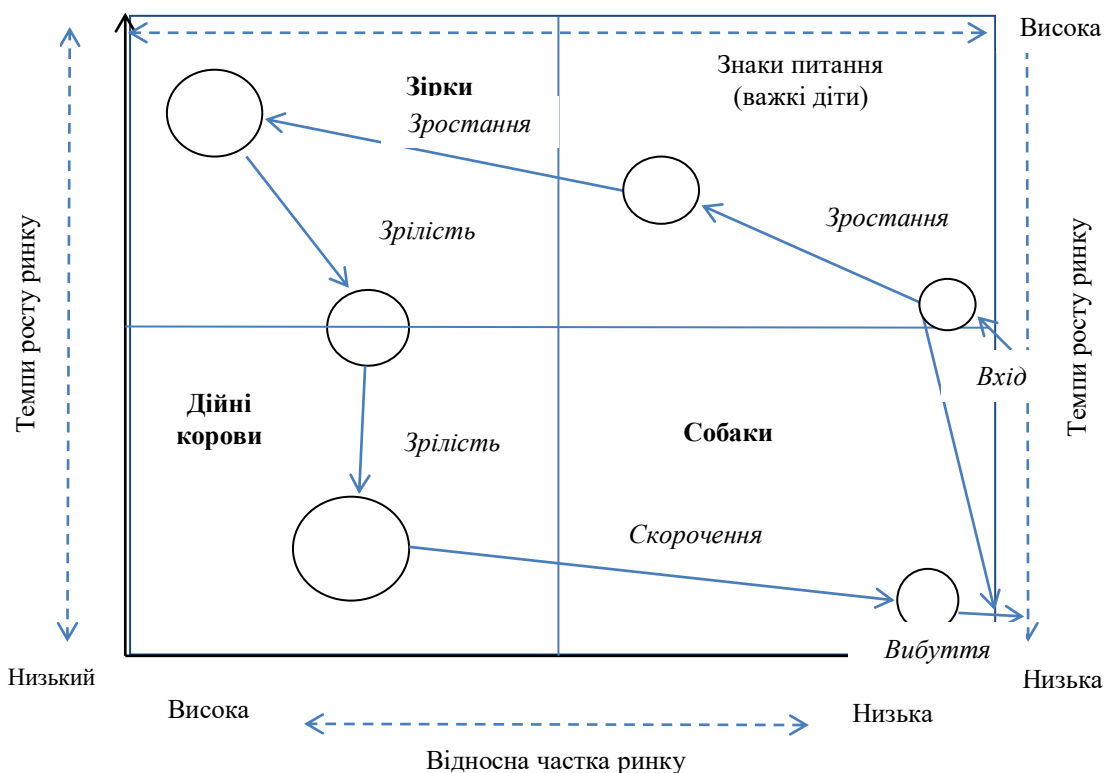 Висока
Знаки питання
(важкі діти)
Зірки
Зростання
Зростання
Зрілість
Темпи росту ринку
Темпи росту ринку
Вхід
Дійні
корови
Зрілість
Собаки
Скорочення
Вибуття
Низький
Низька
Висока
Низька
Відносна частка ринку